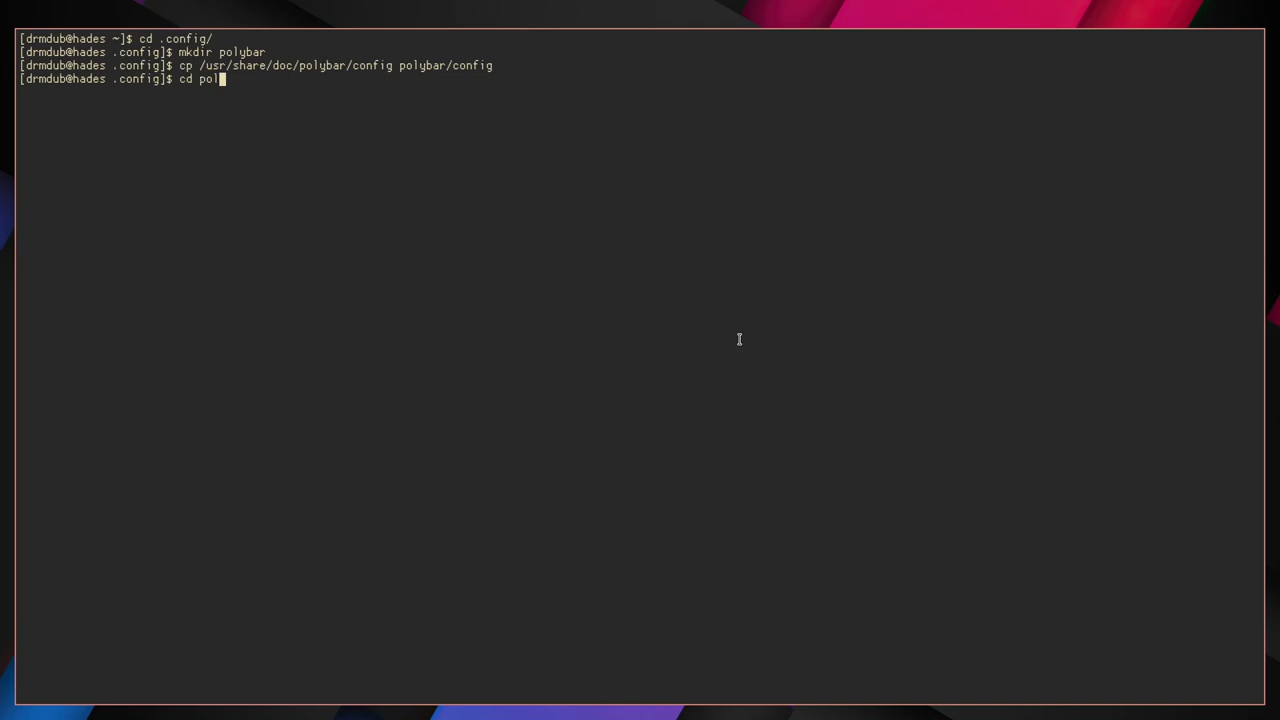 [drmdub@hades ~]$ cd .config/
[drmdub@hades .config]$ mkdir polybar
[drmdub@hades .config]$ cp /usr/share/doc/polybar/config polybar/config
[drmdub@hades .config]$ cd pol